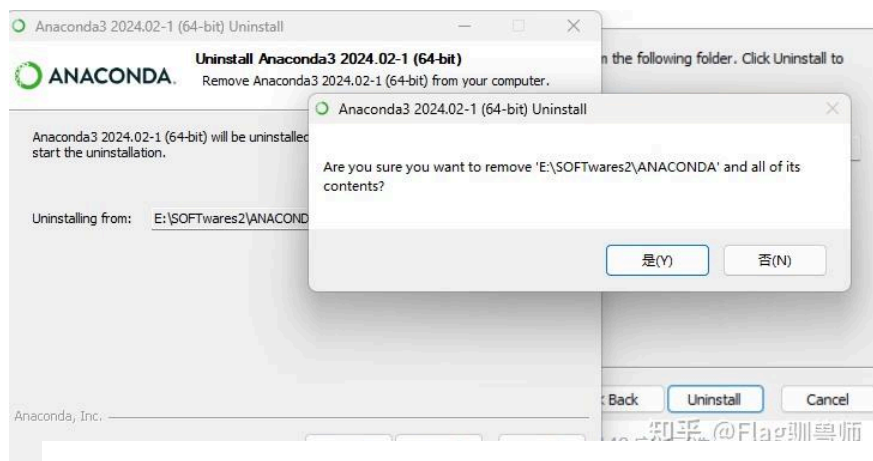 Anaconda3 2024.02-1 (64-bit) Uninstall
Uninstall Anaconda3 2024.02-1 (64-bit)
Remove Anaconda3 2024.02-1 (64-bit) from your computer.
ANACONDA.
the following folder. Click Uninstall to
Anaconda3 2024.02-1 (64-bit) Uninstall
Anaconda3 2024.02-1 (64-bit) will be uninstalled
start the uninstallation.
Are you sure you want to remove 'E:\SOFTwares2\ANACONDA' and all of its
contents?
Uninstalling from: E:\SOFTwares2\ANACOND
是(Y) 否(N)
Back Uninstall Cancel
Anaconda, Inc.
知乎 @Flag驯兽师